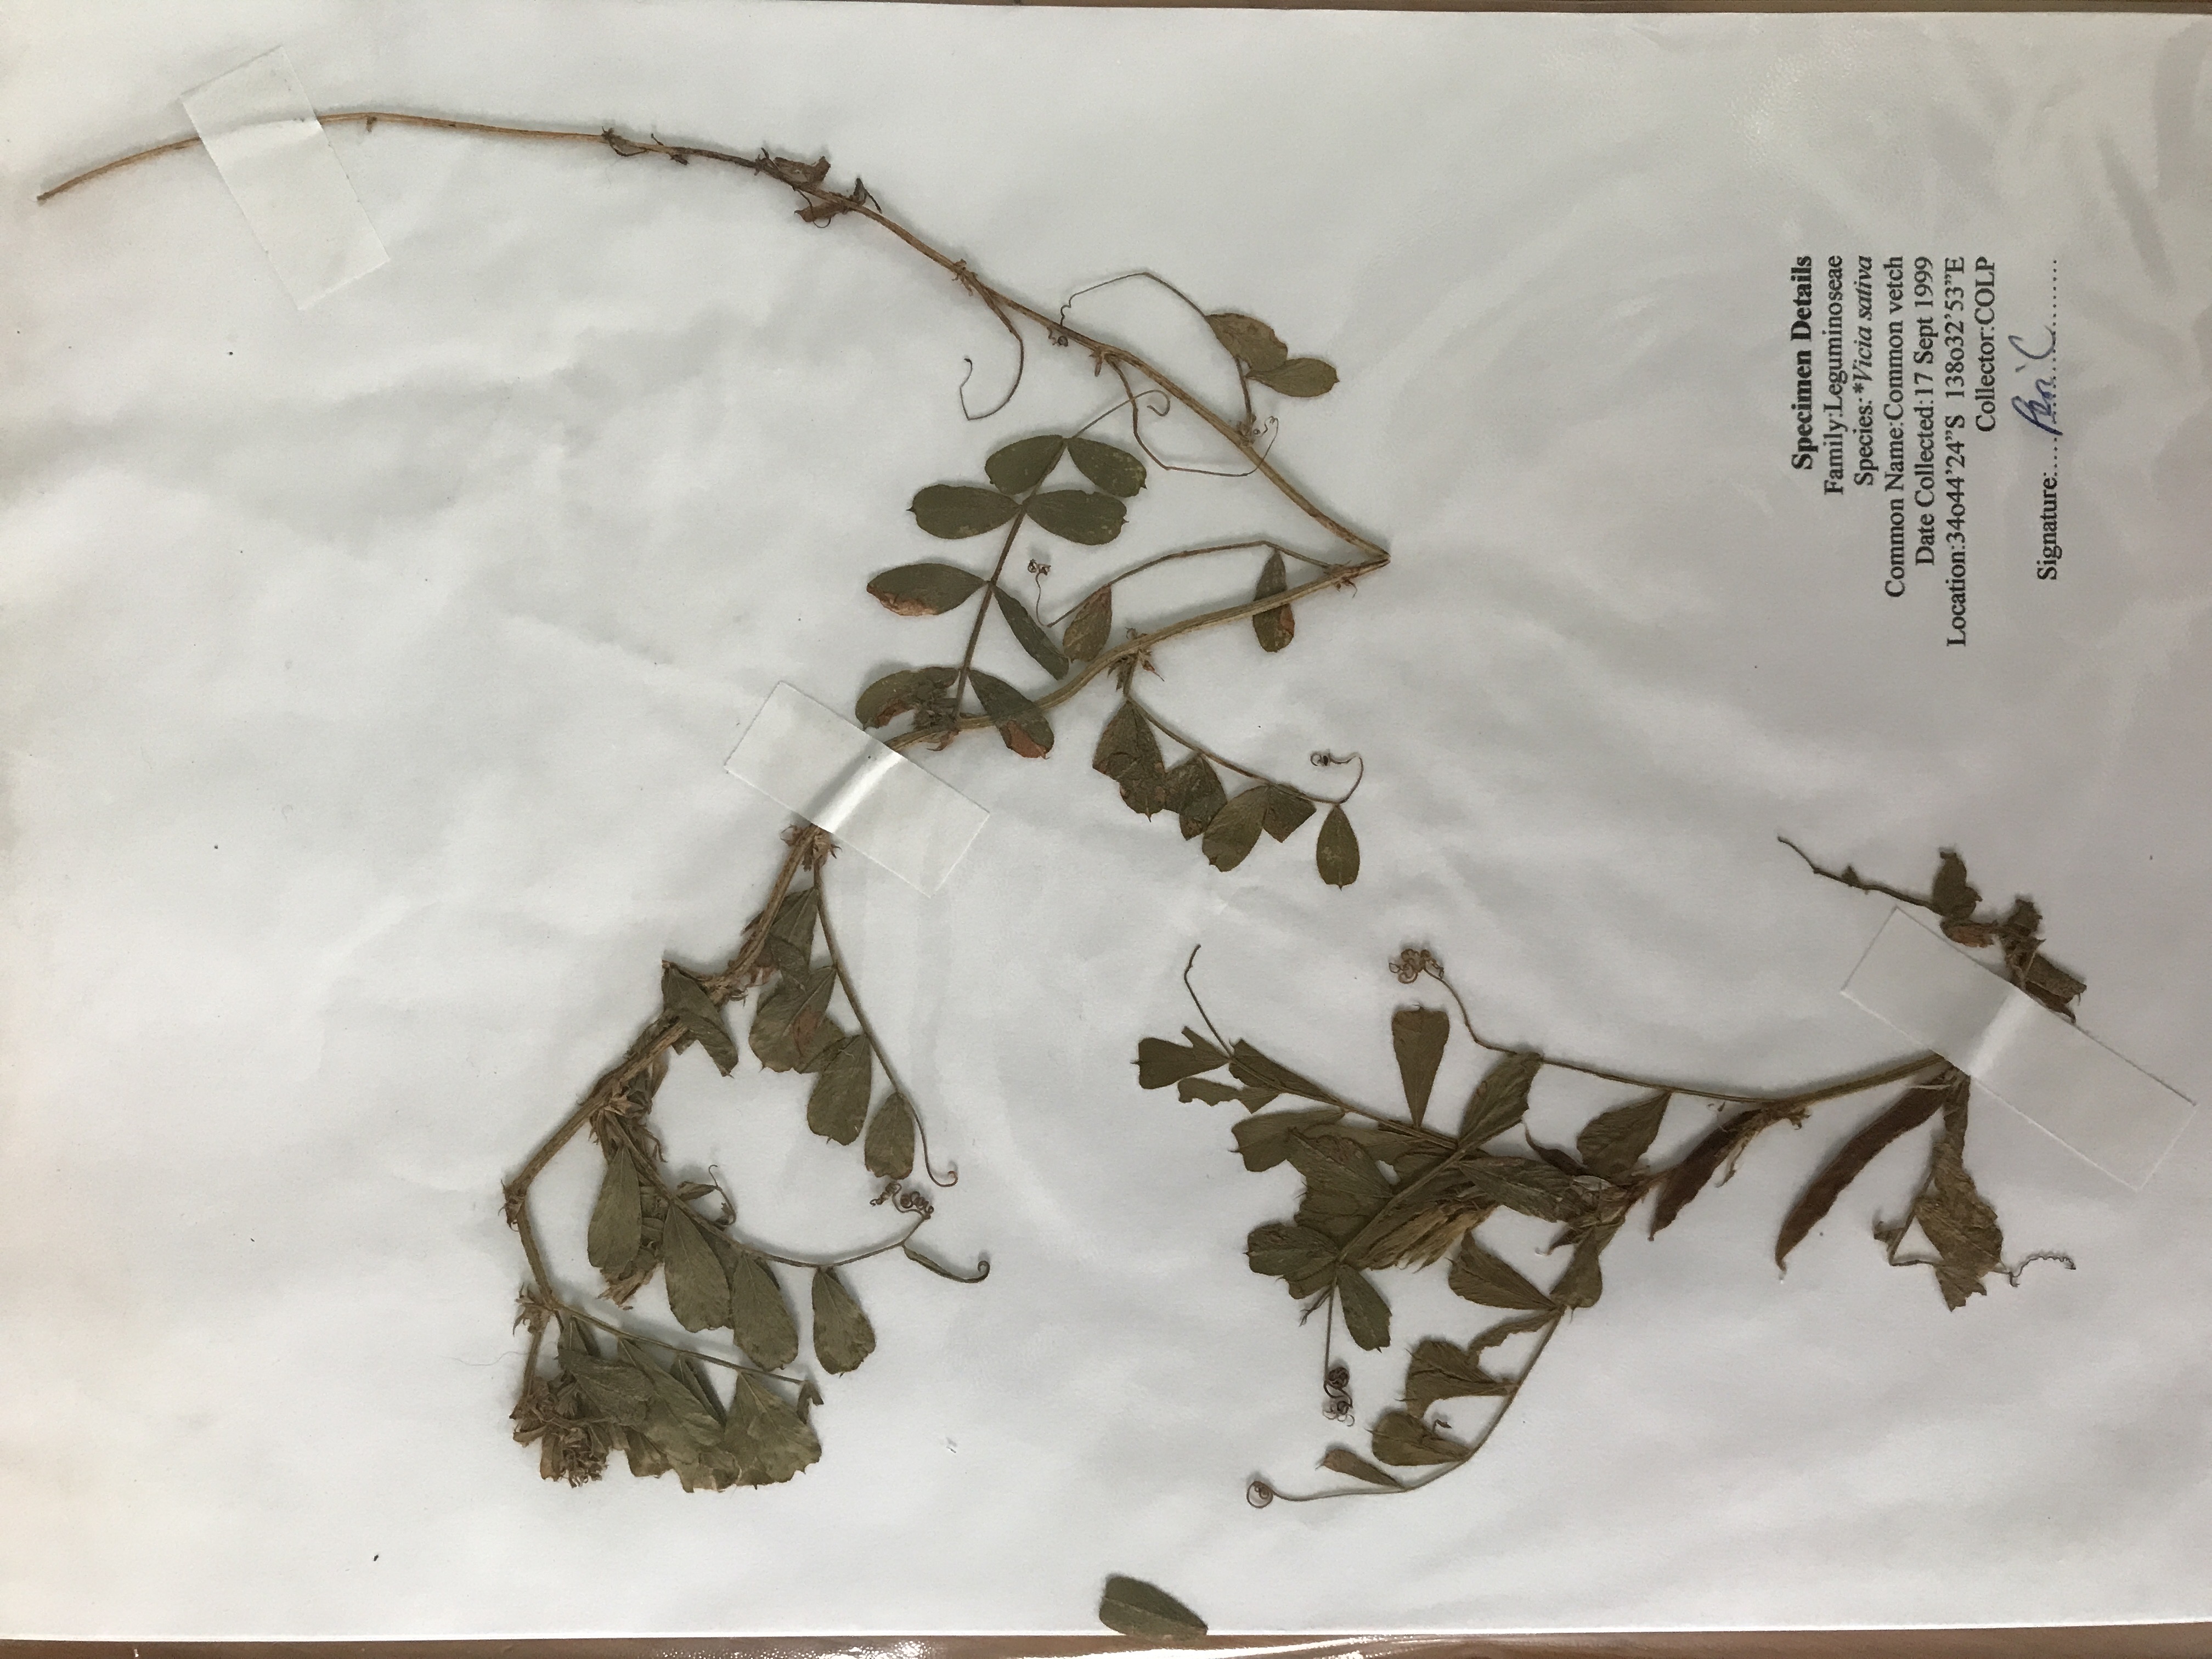 Specimen Details
Family:Leguminoseae
Species:*Vicia sativa
Common Name:Common vetch
Date Collected:17 Sept 1999
Location:34o44’24”S 138o32’53”E
Collector:COLP
Signature:.........................